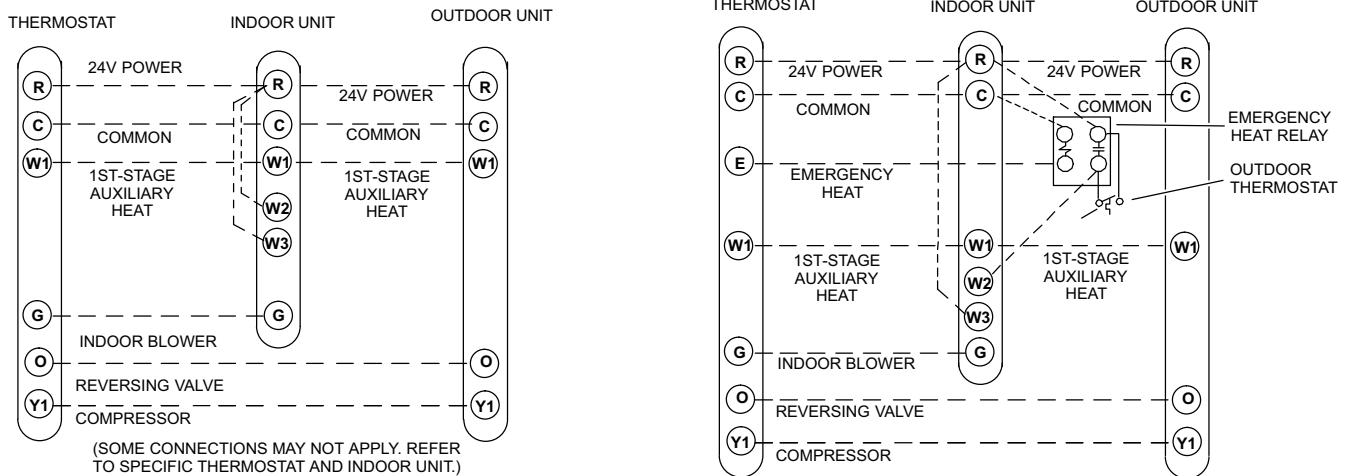 THERMOSTAT
INDOOR UNIT
OUTDOOR UNIT
R
24V POWER
R
24V POWER
R
C
COMMON
C
COMMON
C
W1
1ST-STAGE
AUXILIARY
HEAT
W1
1ST-STAGE
AUXILIARY
HEAT
W1
W2
W3
G
INDOOR BLOWER
G
O
REVERSING VALVE
O
Y1
COMPRESSOR
Y1
(SOME CONNECTIONS MAY NOT APPLY. REFER
TO SPECIFIC THERMOSTAT AND INDOOR UNIT.)
THERMOSTAT
INDOOR UNIT
OUTDOOR UNIT
R
24V POWER
R
24V POWER
R
C
COMMON
C
COMMON
C
EMERGENCY
HEAT RELAY
E
EMERGENCY
HEAT
OUTDOOR
THERMOSTAT
W1
1ST-STAGE
AUXILIARY
HEAT
W1
1ST-STAGE
AUXILIARY
HEAT
W1
W2
W3
G
INDOOR BLOWER
G
O
REVERSING VALVE
O
Y1
COMPRESSOR
Y1